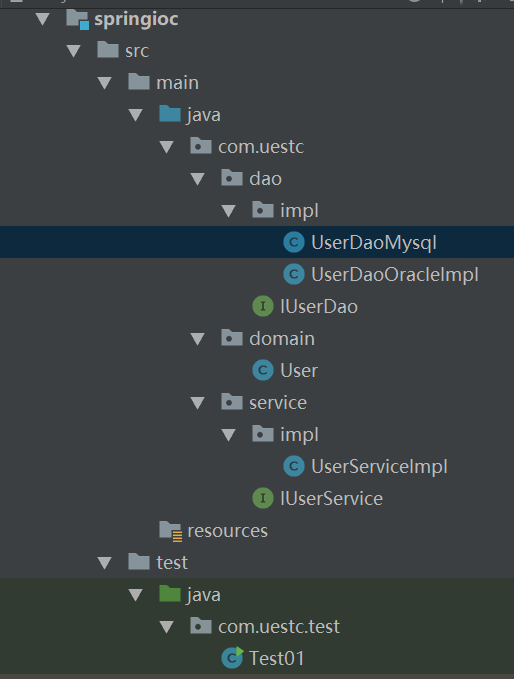 springioc
src
main
java
com.uestc
dao
impl
UserDaoMysql
UserDaoOracleImpl
IUserDao
domain
User
service
impl
UserServiceImpl
IUserService
resources
test
java
com.uestc.test
Test01